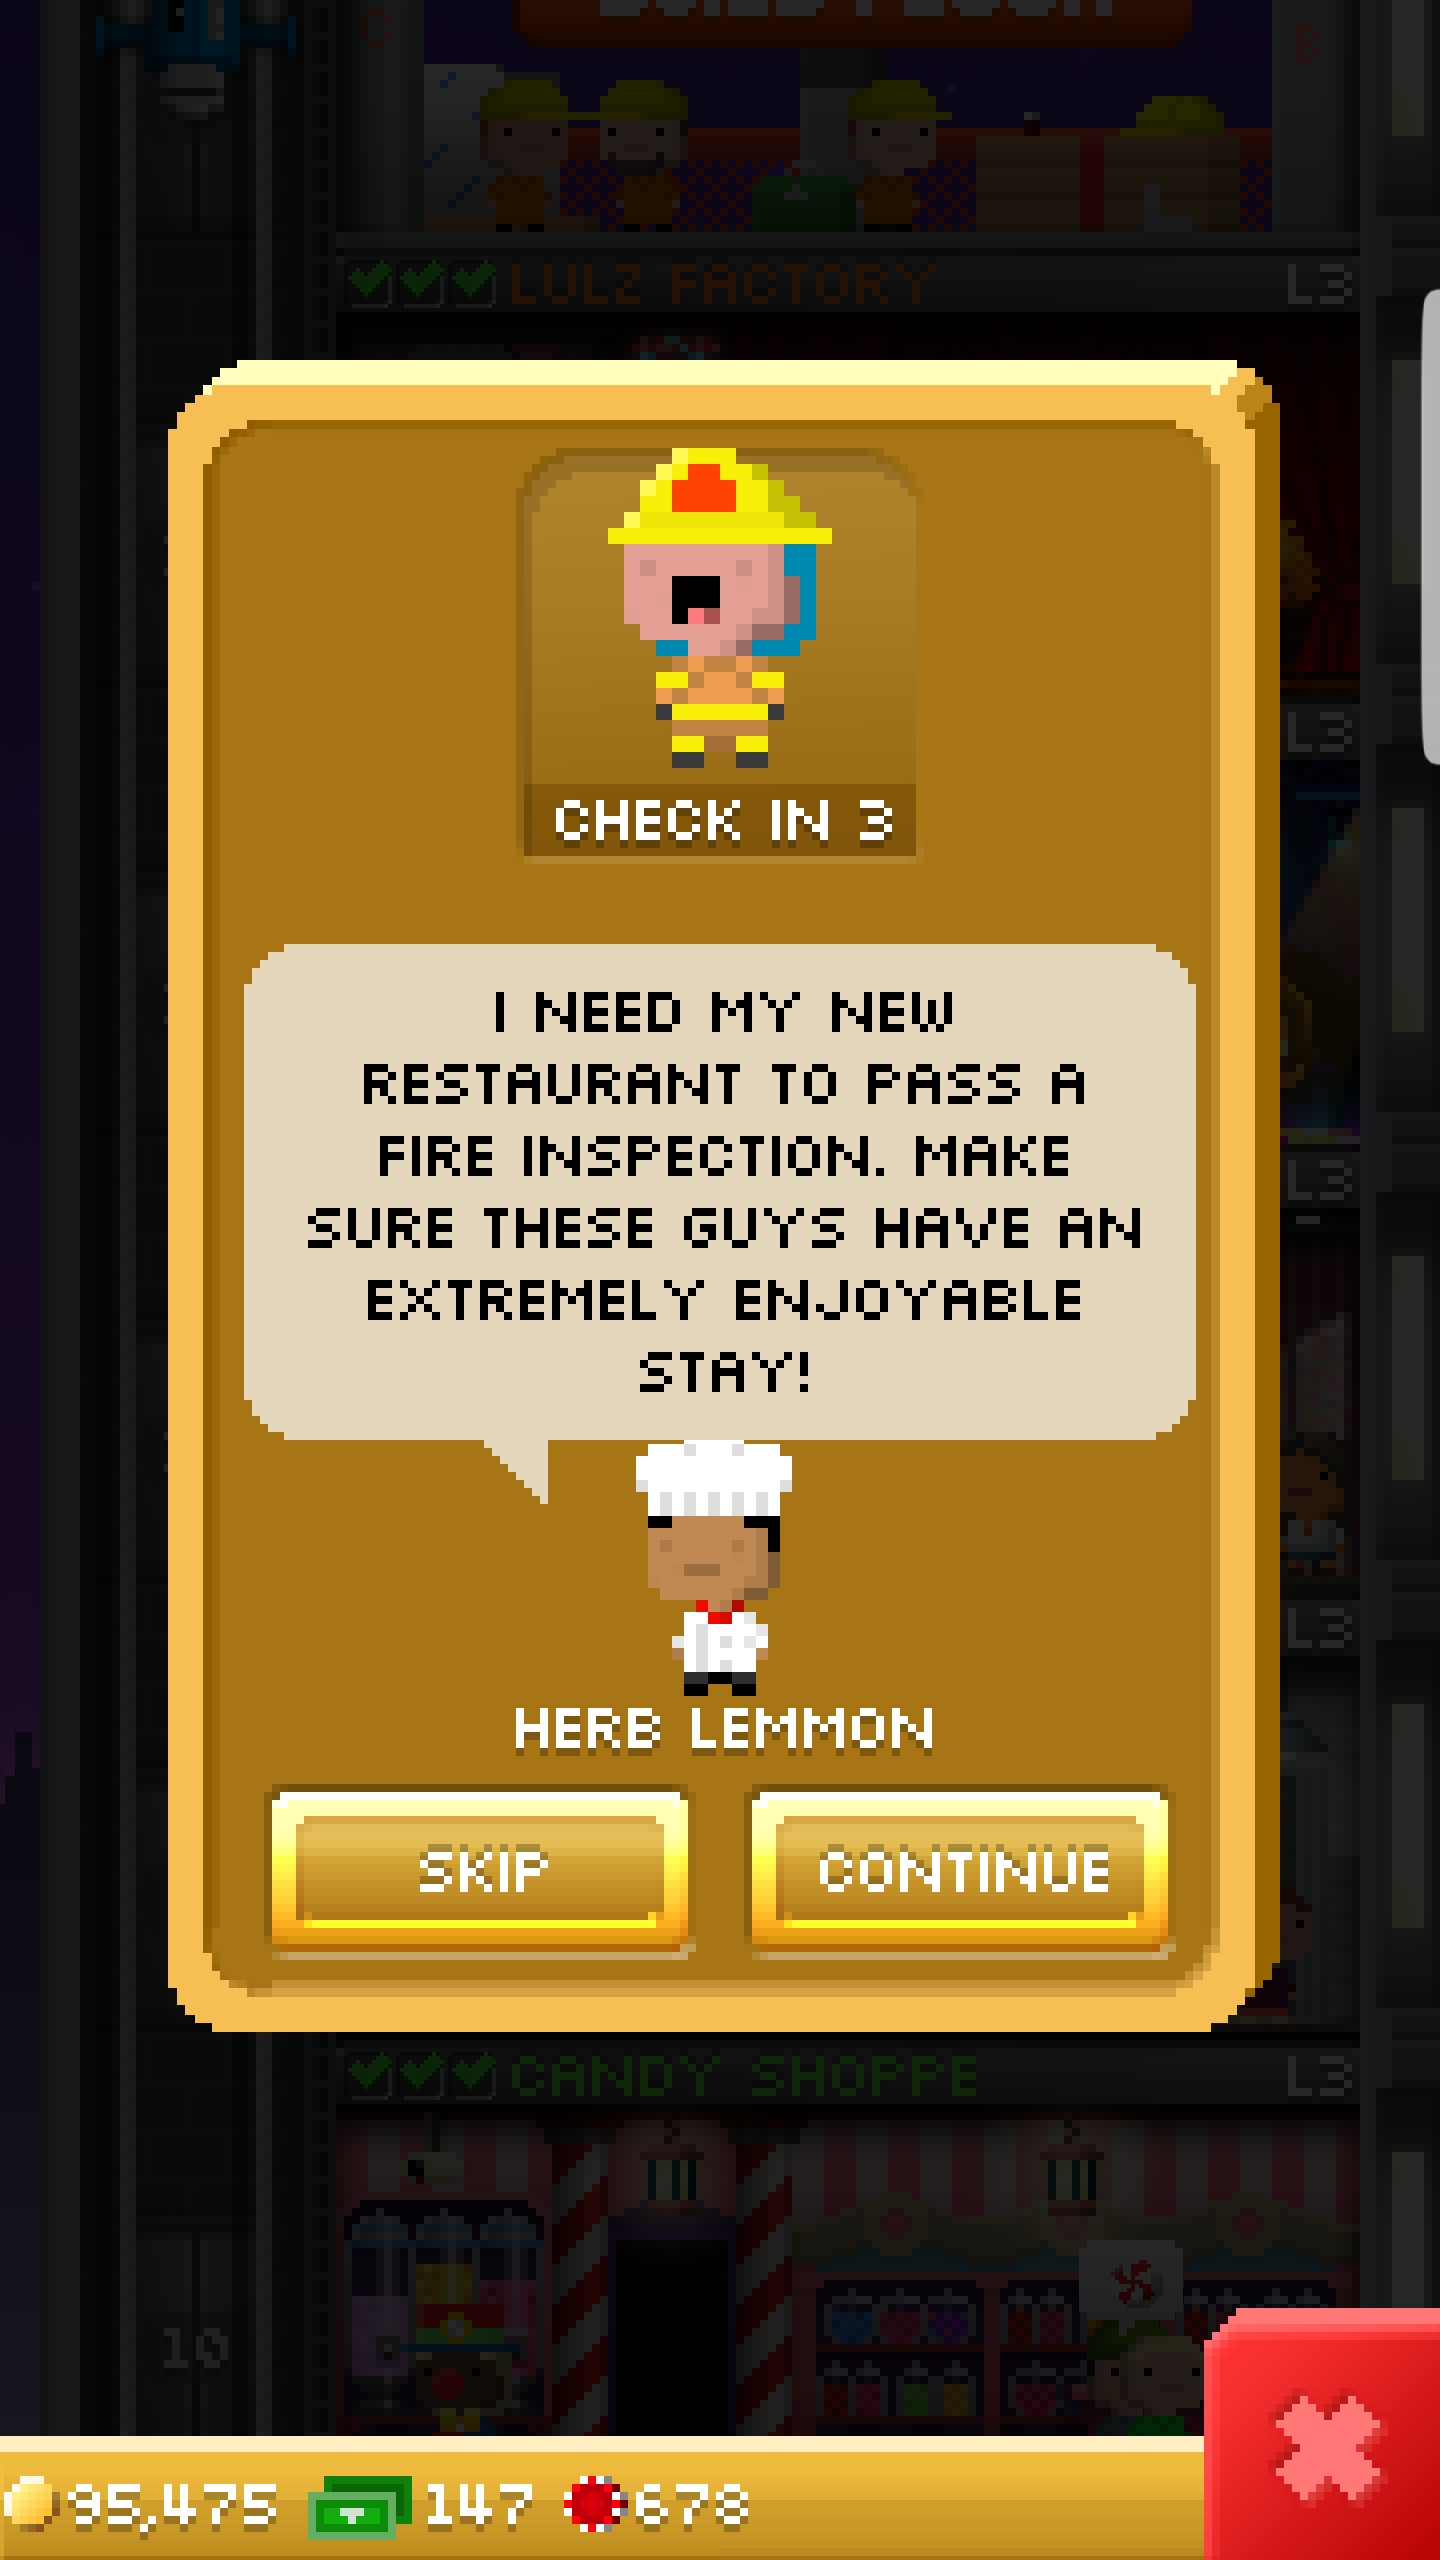 C
B
LULZ FACTORY L3
CHECK IN 3
L3
I NEED MY NEW
RESTAURANT TO PASS A
FIRE INSPECTION. MAKE
SURE THESE GUYS HAVE AN
EXTREMELY ENJOYABLE
STAY!
L3
L3
HERB LEMMON
SKIP CONTINUE
CANDY SHOPPE L3
10
95,475 147 678